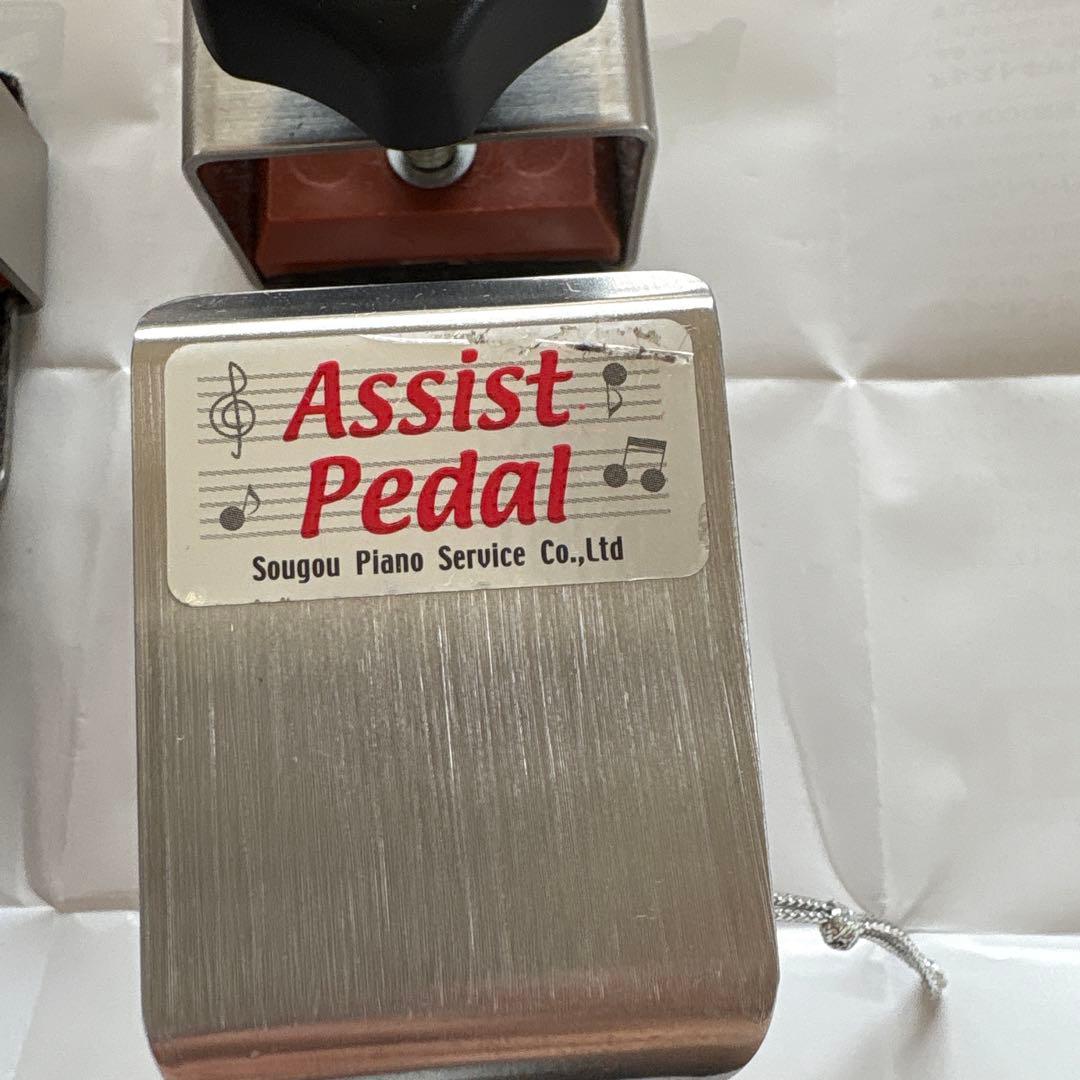 Assist
Pedal
Sougou Piano Service Co.,Ltd